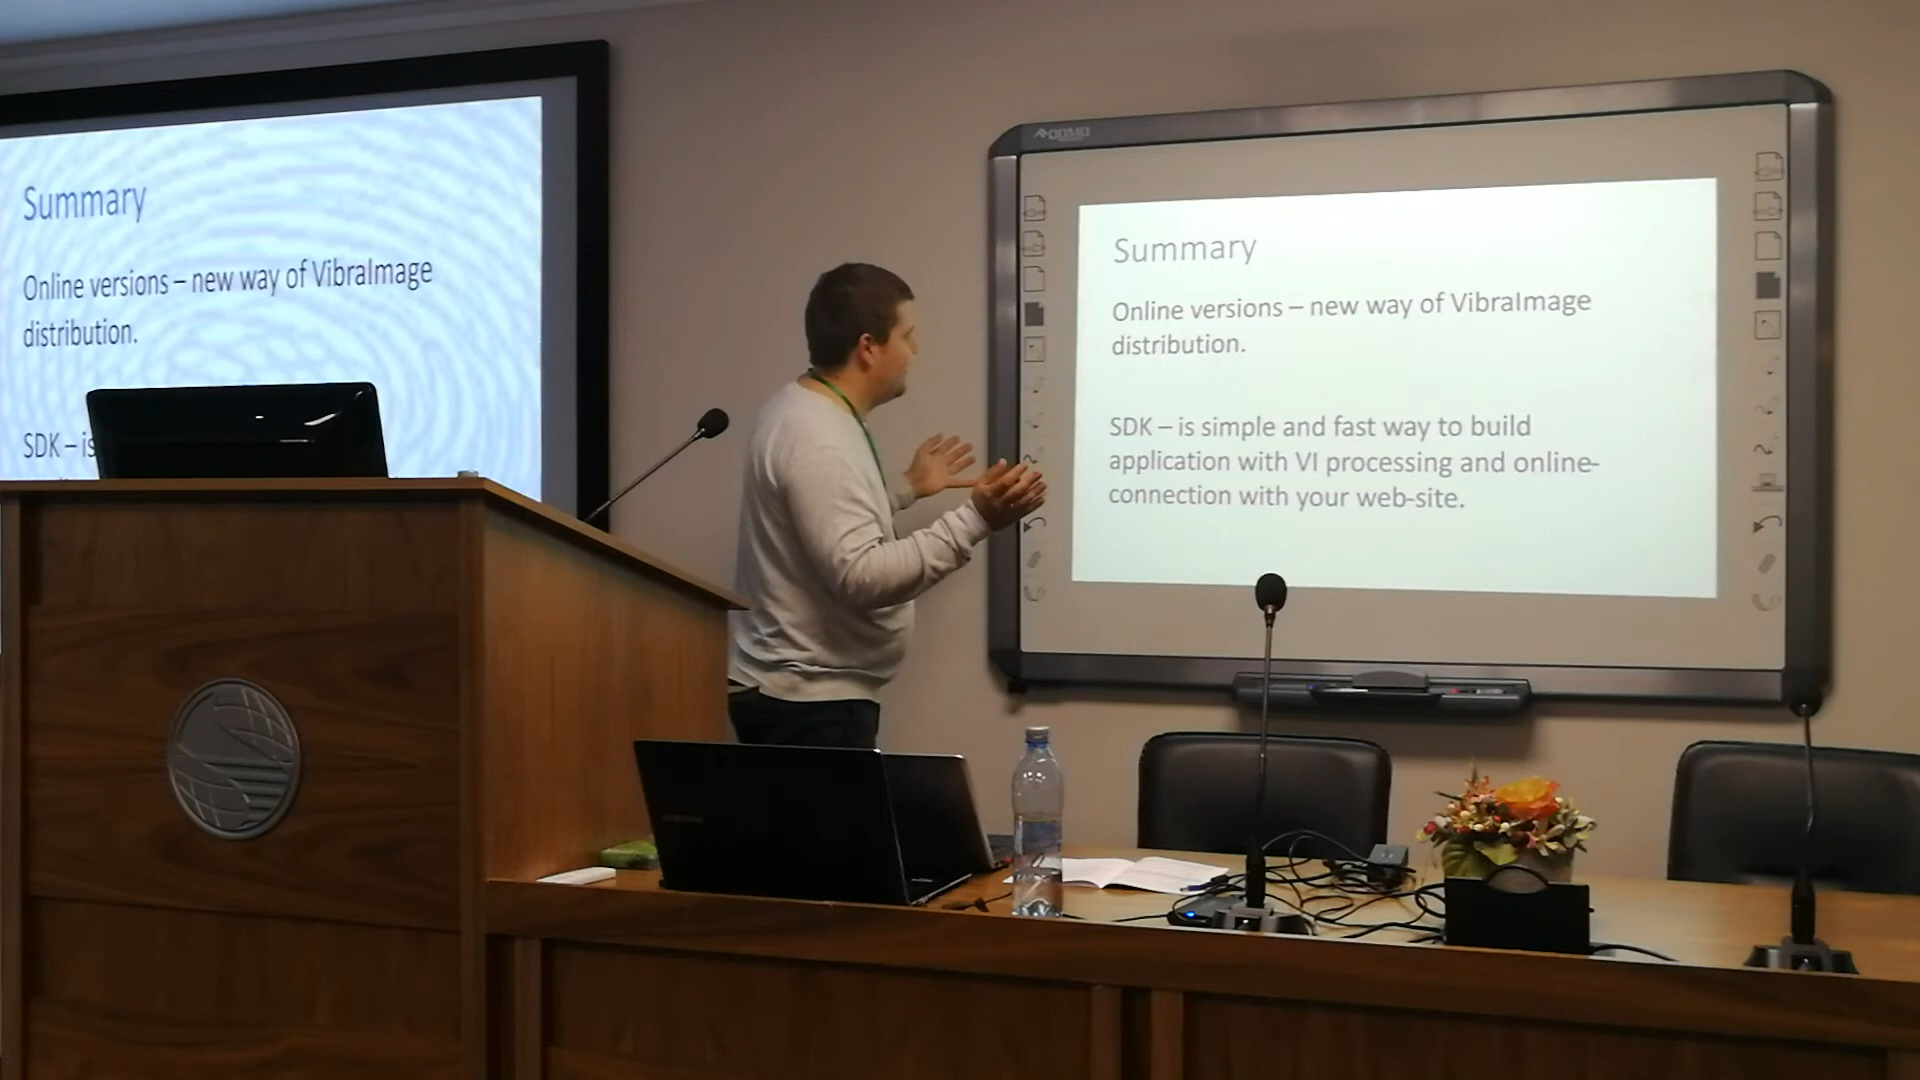 Summary
Online versions – new way of VibraImage
distribution.
SDK – is
Summary
Online versions – new way of VibraImage
distribution.
SDK – is simple and fast way to build
application with VI processing and online-
connection with your web-site.